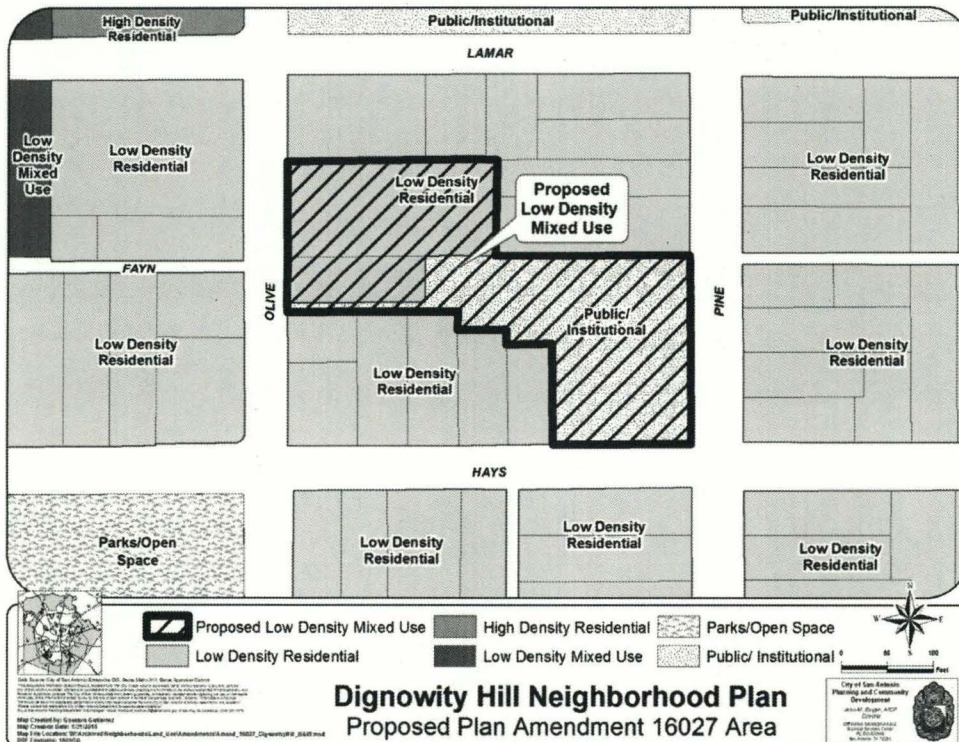 High Density
Residential
Public/Institutional
Public/Institutional
LAMAR
Low
Density
Mixed
Use
Low Density
Residential
Low Density
Residential
Proposed
Low Density
Mixed Use
Low Density
Residential
FAYN
OLIVE
PINE
Low Density
Residential
Public/
Institutional
Low Density
Residential
Low Density
Residential
HAYS
Parks/Open
Space
Low Density
Residential
Low Density
Residential
Low Density
Residential
Proposed Low Density Mixed Use
High Density Residential
Parks/Open Space
Low Density Residential
Low Density Mixed Use
Public/ Institutional
N
W
E
S
Feet
Dignowity Hill Neighborhood Plan
Proposed Plan Amendment 16027 Area
City of San Antonio
Planning and Community
Development